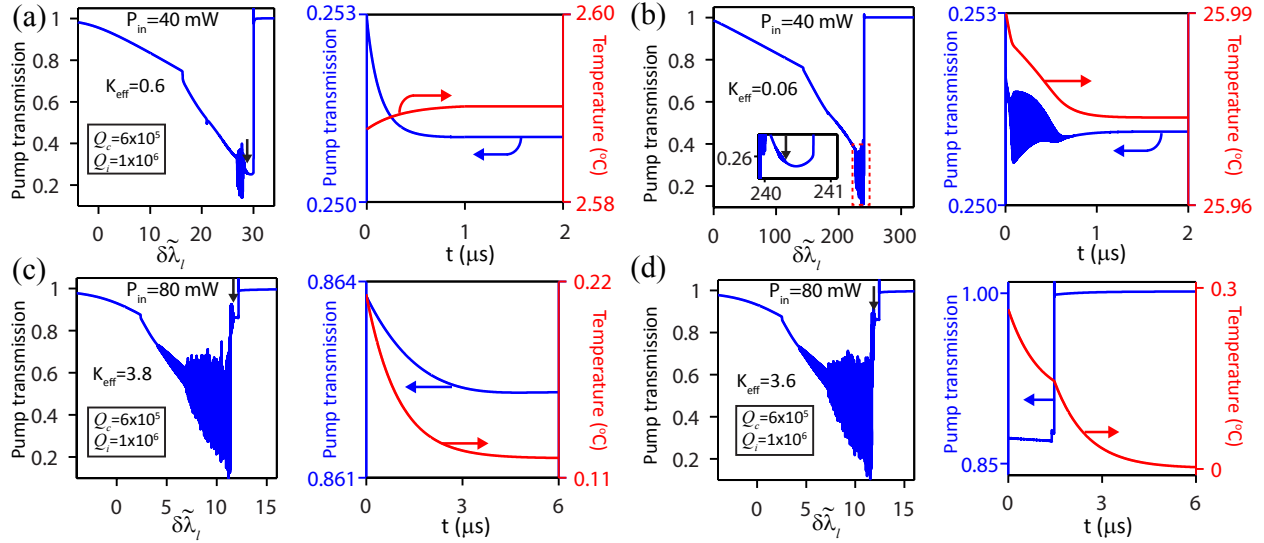 (a)
P_in=40 mW
K_eff=0.6
Q_c=6x10^5
Q_i=1x10^6
Pump transmission
1
0.8
0.6
0.4
0.2
0 10 20 30
δλ̃_l
0.253
0.250
Pump transmission
2.60
2.58
Temperature (°C)
0 1 2
t (μs)
(b)
P_in=40 mW
K_eff=0.06
0.26
240 241
Pump transmission
1
0.8
0.6
0.4
0.2
0 100 200 300
δλ̃_l
0.253
0.250
Pump transmission
25.99
25.96
Temperature (°C)
0 1 2
t (μs)
(c)
P_in=80 mW
K_eff=3.8
Q_c=6x10^5
Q_i=1x10^6
Pump transmission
1
0.8
0.6
0.4
0.2
0 5 10 15
δλ̃_l
0.864
0.861
Pump transmission
0.22
0.11
Temperature (°C)
0 3 6
t (μs)
(d)
P_in=80 mW
K_eff=3.6
Q_c=6x10^5
Q_i=1x10^6
Pump transmission
1
0.8
0.6
0.4
0.2
0 5 10 15
δλ̃_l
1.00
0.85
Pump transmission
0.3
0
Temperature (°C)
0 3 6
t (μs)